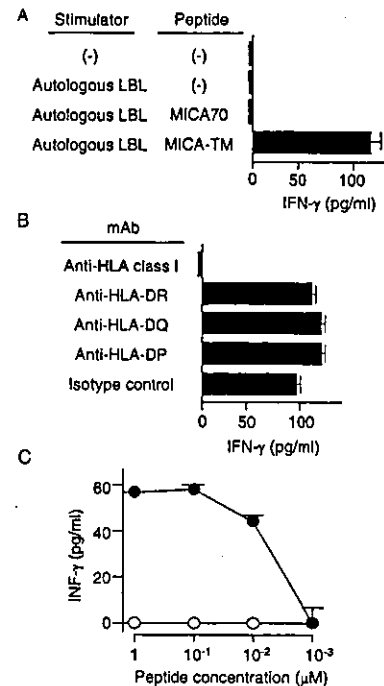 A
Stimulator Peptide
(-) (-)
Autologous LBL (-)
Autologous LBL MICA70
Autologous LBL MICA-TM
0 50 100
IFN-γ (pg/ml)
B
mAb
Anti-HLA class I
Anti-HLA-DR
Anti-HLA-DQ
Anti-HLA-DP
Isotype control
0 50 100
IFN-γ (pg/ml)
C
INF-γ (pg/ml)
60
40
20
0
1 10⁻¹ 10⁻² 10⁻³
Peptide concentration (μM)